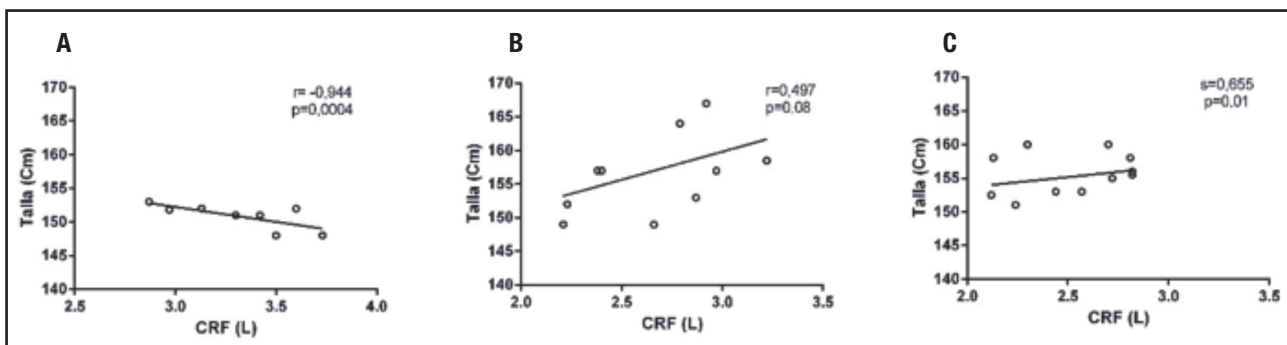 A
r= -0,944
p=0,0004
170
165
160
155
150
145
140
Talla (Cm)
2.5
3.0
3.5
4.0
CRF (L)
B
r=0,497
p=0,08
170
165
160
155
150
145
140
Talla (Cm)
2.0
2.5
3.0
3.5
CRF (L)
C
s=0,655
p=0,01
170
165
160
155
150
145
140
Talla (Cm)
2.0
2.5
3.0
3.5
CRF (L)